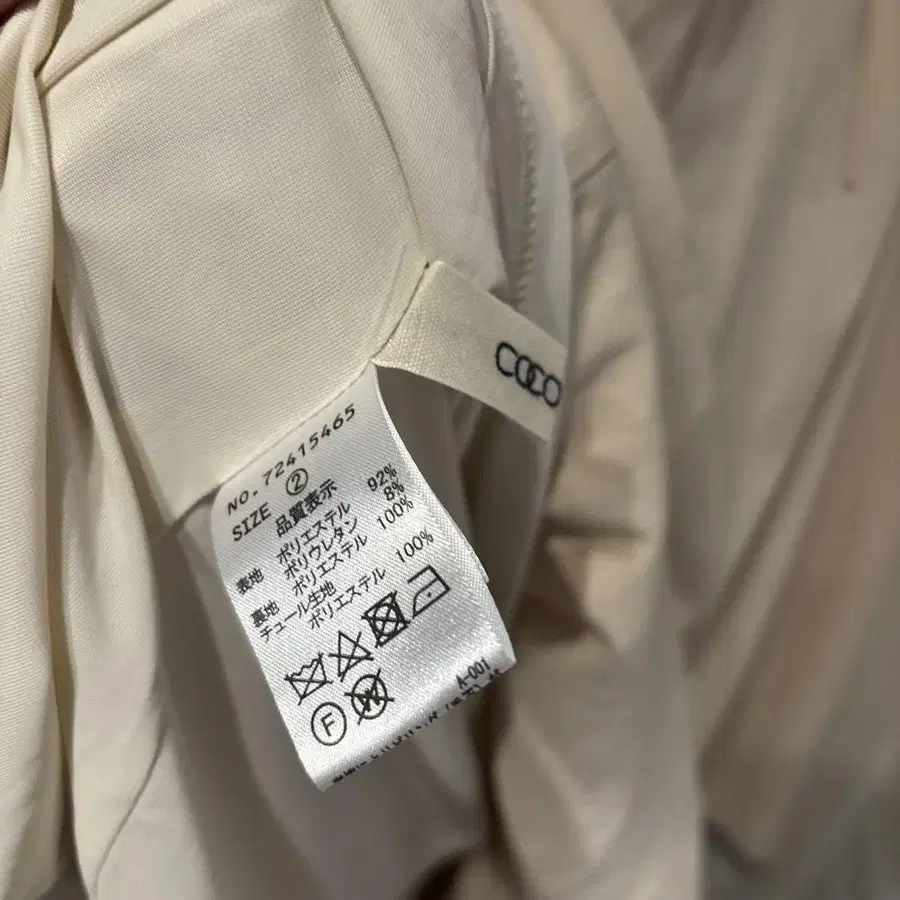 COCO
NO.72415465
SIZE ②
品質表示
表地 ポリエステル 92%
ポリウレタン 8%
裏地 ポリエステル 100%
チュール生地
ポリエステル 100%
F W
A-001